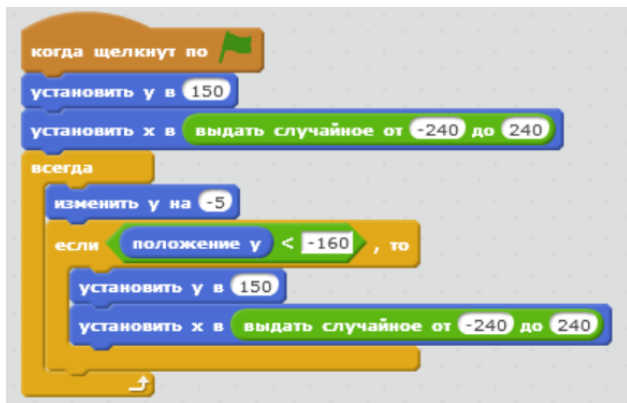 когда щелкнут по
установить y в 150
установить x в выдать случайное от -240 до 240
всегда
изменить y на -5
если положение y < -160 , то
установить y в 150
установить x в выдать случайное от -240 до 240